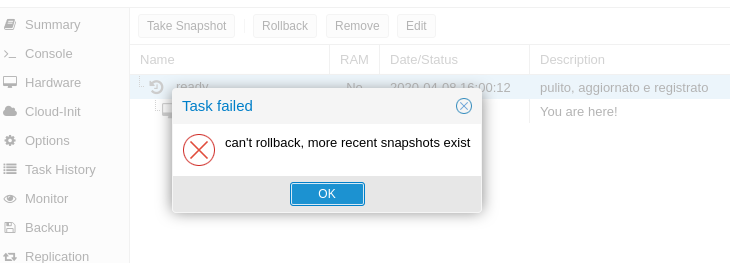 Summary
Console
Hardware
Cloud-Init
Options
Task History
Monitor
Backup
Replication
Take Snapshot
Rollback
Remove
Edit
Name RAM Date/Status Description
ready No 2020-04-08 16:00:12 pulito, aggiornato e registrato
You are here!
Task failed
can't rollback, more recent snapshots exist
OK